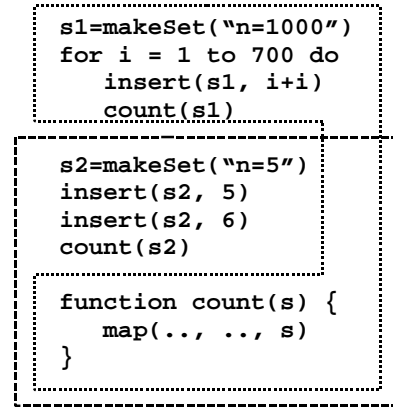 s1=makeSet(“n=1000”)
for i = 1 to 700 do
insert(s1, i+i)
count(s1)
s2=makeSet(“n=5”)
insert(s2, 5)
insert(s2, 6)
count(s2)
function count(s) {
map(.., .., s)
}